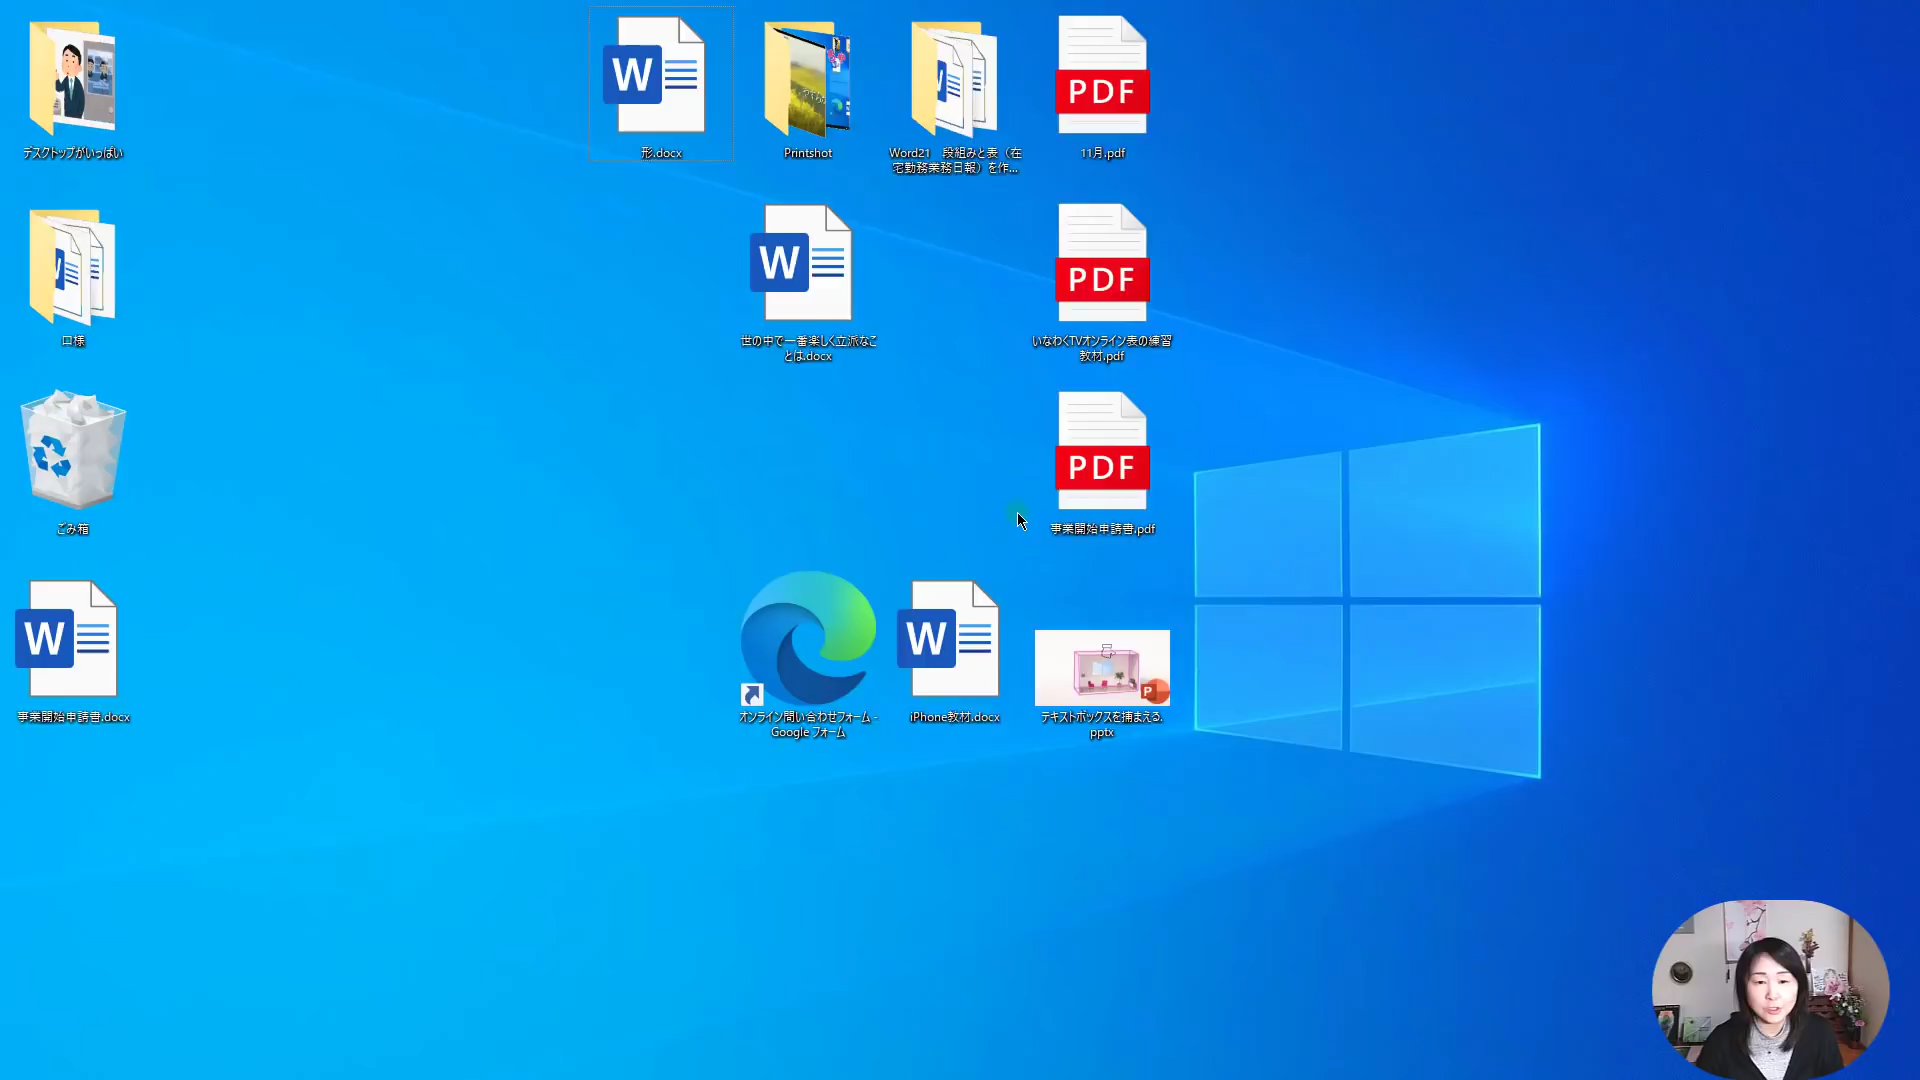 デスクトップがいっぱい
W
形.docx
Printshot
Word21　段組みと表（在
宅勤務業務日報）を作...
PDF
11月.pdf
口様
W
世の中で一番楽しく立派なこ
とは.docx
PDF
いなわくTVオンライン表の練習
教材.pdf
ごみ箱
PDF
事業開始申請書.pdf
W
事業開始申請書.docx
オンライン問い合わせフォーム -
Google フォーム
W
iPhone教材.docx
P
テキストボックスを捕まえる.
pptx